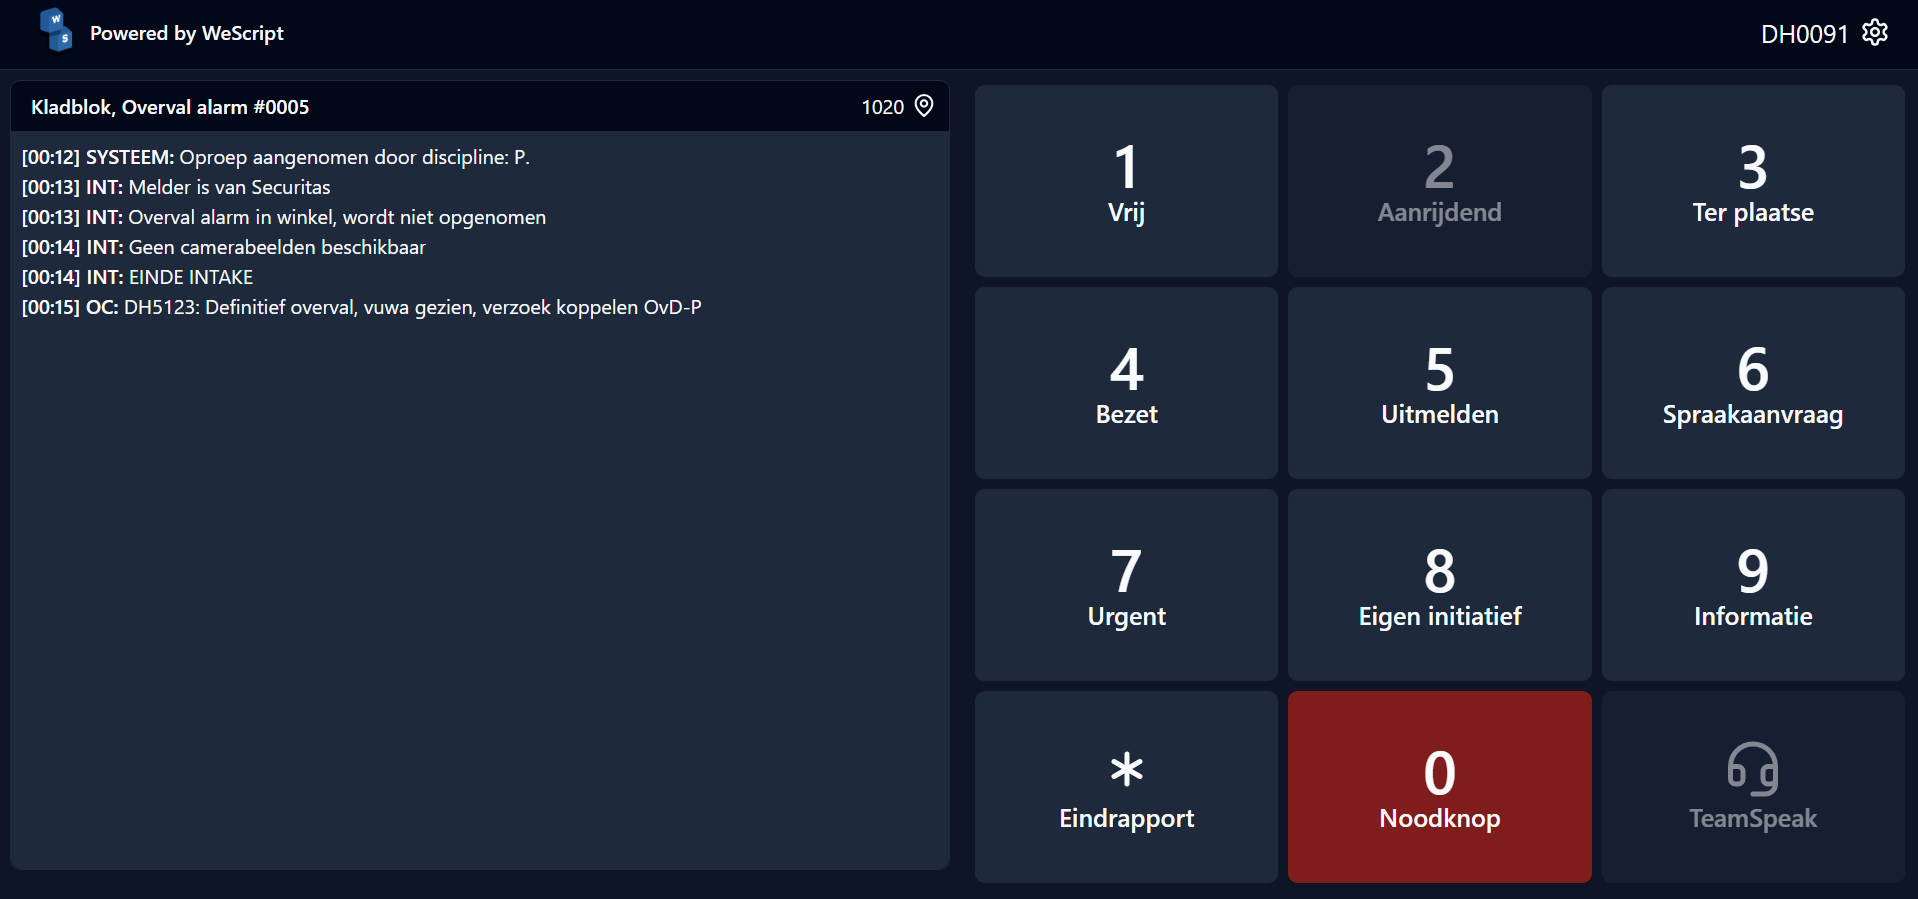 W
S
Powered by WeScript
DH0091
Kladblok, Overval alarm #0005
1020
[00:12] SYSTEEM: Oproep aangenomen door discipline: P.
[00:13] INT: Melder is van Securitas
[00:13] INT: Overval alarm in winkel, wordt niet opgenomen
[00:14] INT: Geen camerabeelden beschikbaar
[00:14] INT: EINDE INTAKE
[00:15] OC: DH5123: Definitief overval, vuwa gezien, verzoek koppelen OvD-P
1
Vrij
2
Aanrijdend
3
Ter plaatse
4
Bezet
5
Uitmelden
6
Spraakaanvraag
7
Urgent
8
Eigen initiatief
9
Informatie
*
Eindrapport
0
Noodknop
TeamSpeak